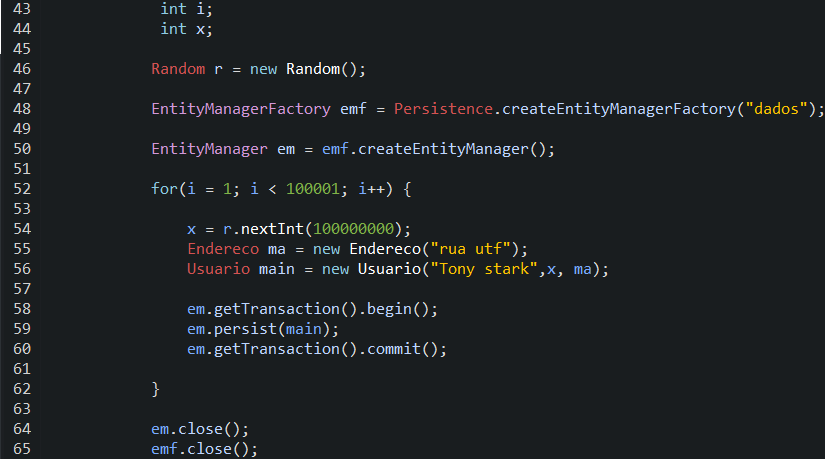 43 int i;
44 int x;
45
46 Random r = new Random();
47
48 EntityManagerFactory emf = Persistence.createEntityManagerFactory("dados");
49
50 EntityManager em = emf.createEntityManager();
51
52 for(i = 1; i < 100001; i++) {
53
54 x = r.nextInt(100000000);
55 Endereco ma = new Endereco("rua utf");
56 Usuario main = new Usuario("Tony stark",x, ma);
57
58 em.getTransaction().begin();
59 em.persist(main);
60 em.getTransaction().commit();
61
62 }
63
64 em.close();
65 emf.close();